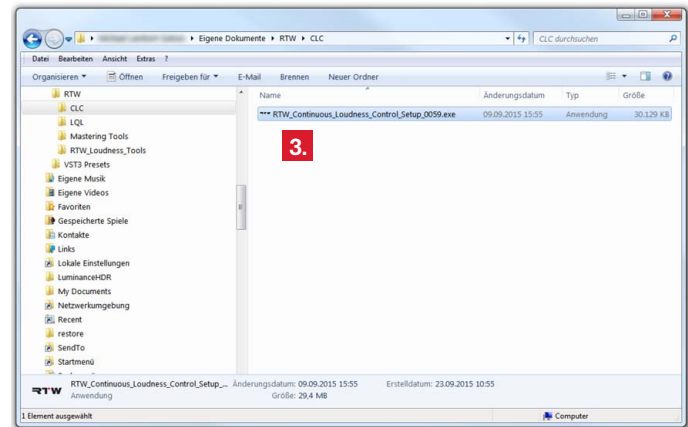 Eigene Dokumente ▸ RTW ▸ CLC
CLC durchsuchen
Datei Bearbeiten Ansicht Extras ?
Organisieren Öffnen Freigeben für E-Mail Brennen Neuer Ordner
Name Änderungsdatum Typ Größe
RTW
CLC
LQL
Mastering Tools
RTW_Loudness_Tools
VST3 Presets
Eigene Musik
Eigene Videos
Favoriten
Gespeicherte Spiele
Kontakte
Links
Lokale Einstellungen
LuminanceHDR
My Documents
Netzwerkumgebung
Recent
restore
SendTo
Startmenü
RTW_Continuous_Loudness_Control_Setup_0059.exe 09.09.2015 15:55 Anwendung 30.129 KB
3.
RTW
RTW_Continuous_Loudness_Control_Setup_... Änderungsdatum: 09.09.2015 15:55 Erstelldatum: 23.09.2015 10:55
Anwendung Größe: 29,4 MB
1 Element ausgewählt Computer